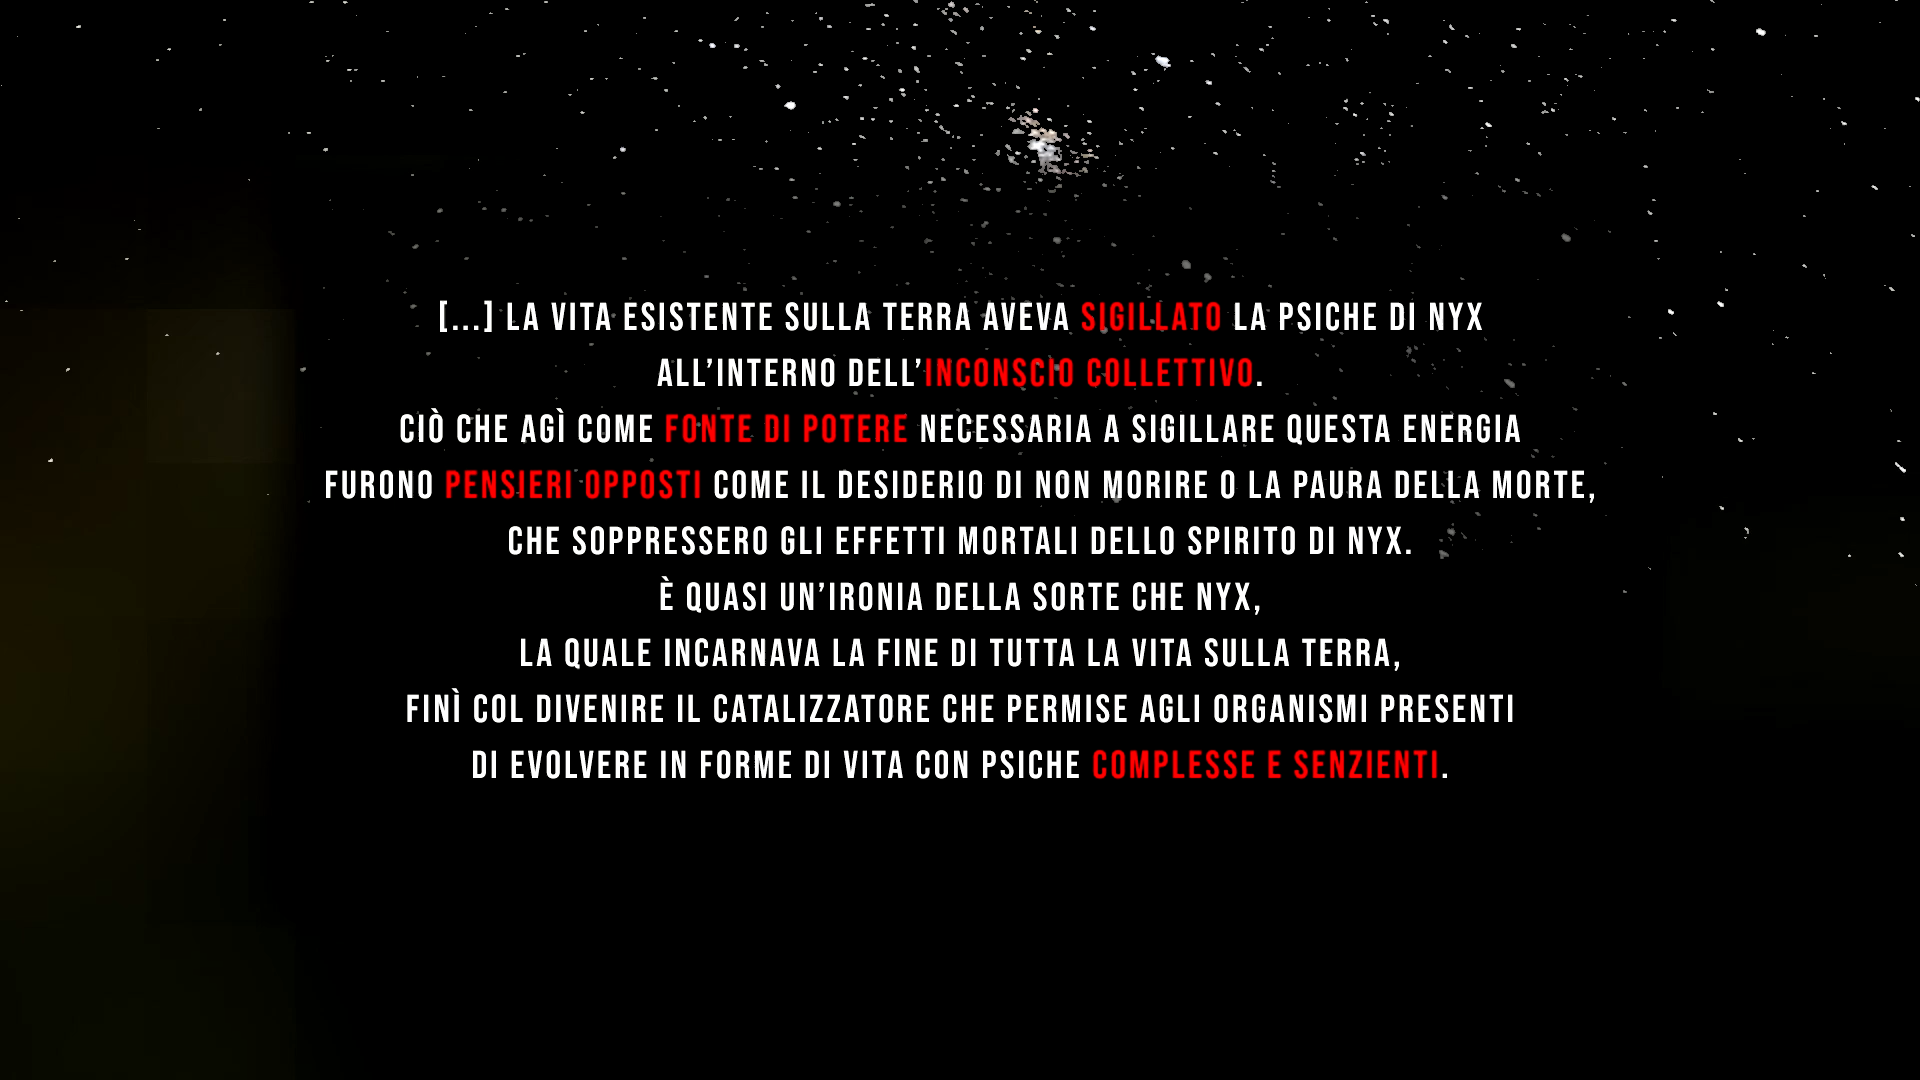 [...] LA VITA ESISTENTE SULLA TERRA AVEVA SIGILLATO LA PSICHE DI NYX
ALL’INTERNO DELL’INCONSCIO COLLETTIVO.
CIÒ CHE AGÌ COME FONTE DI POTERE NECESSARIA A SIGILLARE QUESTA ENERGIA
FURONO PENSIERI OPPOSTI COME IL DESIDERIO DI NON MORIRE O LA PAURA DELLA MORTE,
CHE SOPPRESSERO GLI EFFETTI MORTALI DELLO SPIRITO DI NYX.
È QUASI UN’IRONIA DELLA SORTE CHE NYX,
LA QUALE INCARNAVA LA FINE DI TUTTA LA VITA SULLA TERRA,
FINÌ COL DIVENIRE IL CATALIZZATORE CHE PERMISE AGLI ORGANISMI PRESENTI
DI EVOLVERE IN FORME DI VITA CON PSICHE COMPLESSE E SENZIENTI.